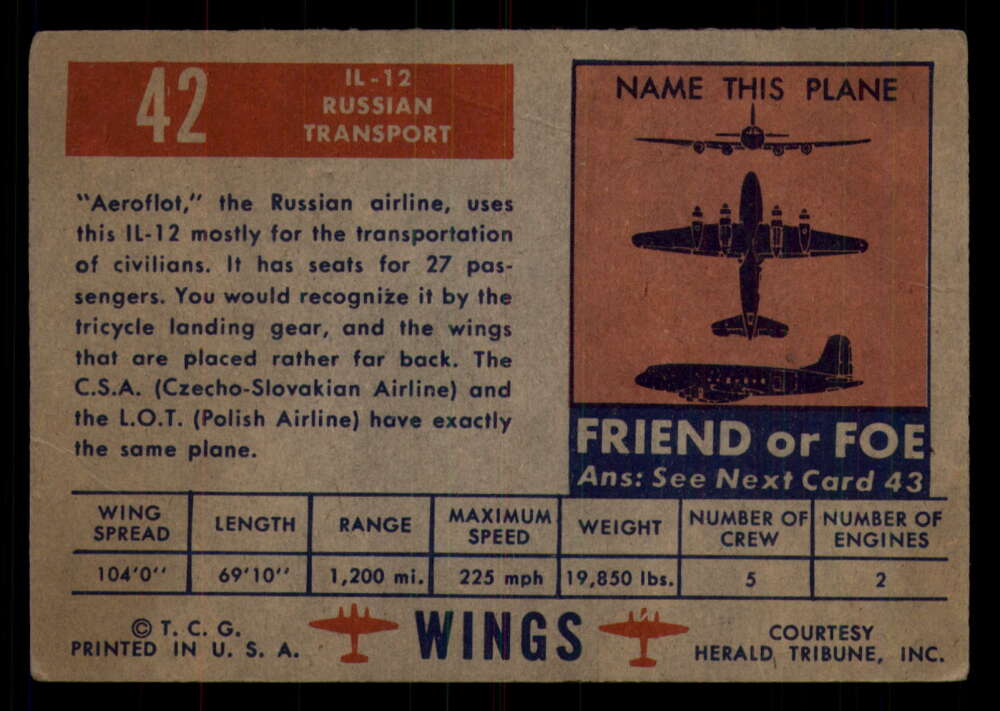 42
IL-12
RUSSIAN
TRANSPORT
"Aeroflot," the Russian airline, uses
this IL-12 mostly for the transportation
of civilians. It has seats for 27 pas-
sengers. You would recognize it by the
tricycle landing gear, and the wings
that are placed rather far back. The
C.S.A. (Czecho-Slovakian Airline) and
the L.O.T. (Polish Airline) have exactly
the same plane.
NAME THIS PLANE
FRIEND or FOE
Ans: See Next Card 43
WING SPREAD LENGTH RANGE MAXIMUM SPEED WEIGHT NUMBER OF CREW NUMBER OF ENGINES
104'0'' 69'10'' 1,200 mi. 225 mph 19,850 lbs. 5 2
© T. C. G.
PRINTED IN U. S. A.
WINGS
COURTESY
HERALD TRIBUNE, INC.